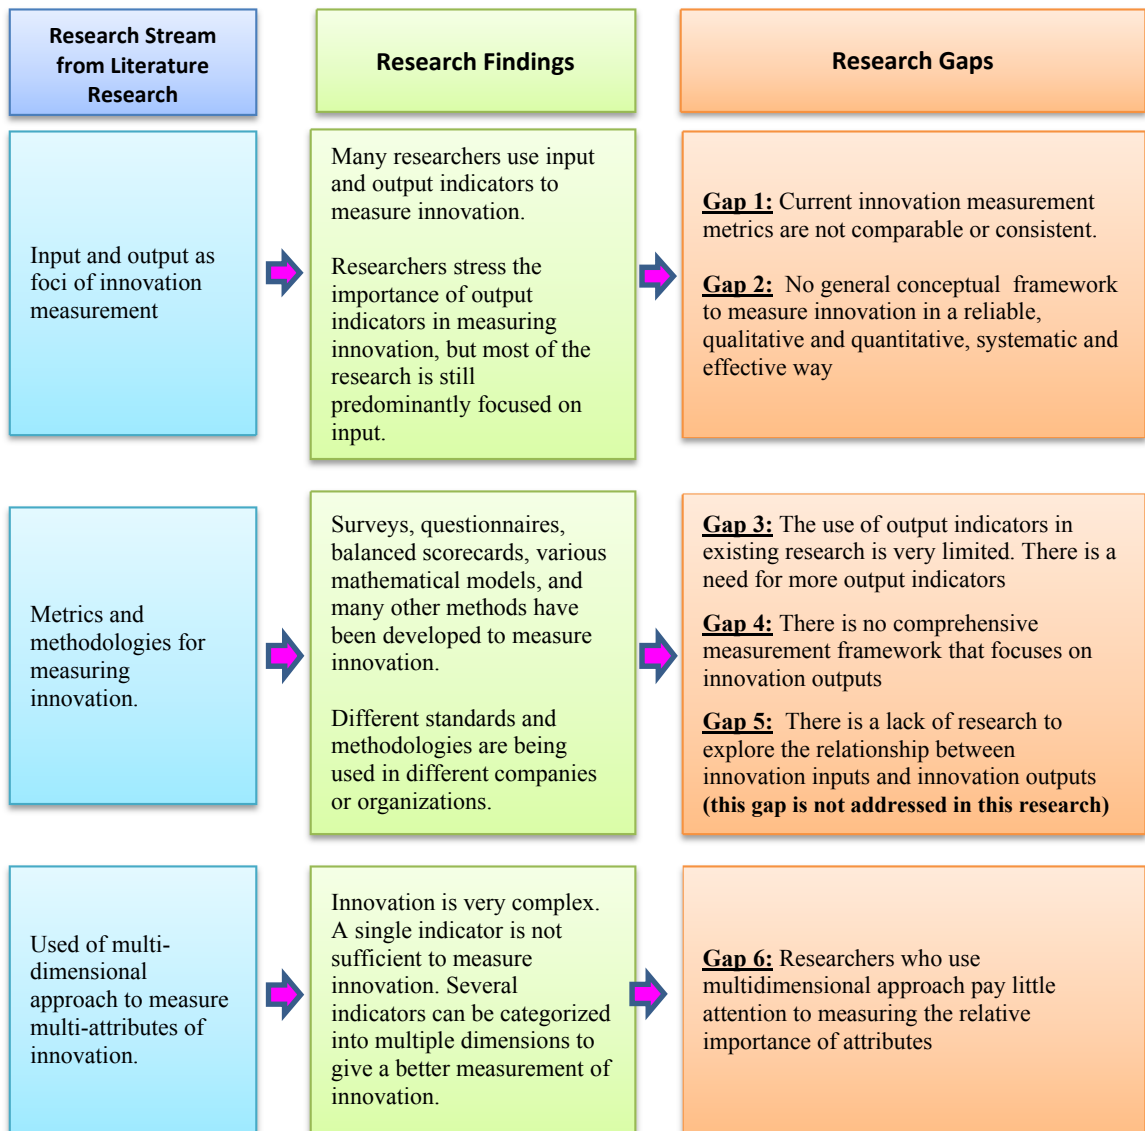 Research Stream
from Literature
Research
Research Findings
Research Gaps
Input and output as
foci of innovation
measurement
Many researchers use input
and output indicators to
measure innovation.
Researchers stress the
importance of output
indicators in measuring
innovation, but most of the
research is still
predominantly focused on
input.
Gap 1: Current innovation measurement
metrics are not comparable or consistent.
Gap 2:  No general conceptual  framework
to measure innovation in a reliable,
qualitative and quantitative, systematic and
effective way
Metrics and
methodologies for
measuring
innovation.
Surveys, questionnaires,
balanced scorecards, various
mathematical models, and
many other methods have
been developed to measure
innovation.
Different standards and
methodologies are being
used in different companies
or organizations.
Gap 3: The use of output indicators in
existing research is very limited. There is a
need for more output indicators
Gap 4: There is no comprehensive
measurement framework that focuses on
innovation outputs
Gap 5:  There is a lack of research to
explore the relationship between
innovation inputs and innovation outputs
(this gap is not addressed in this research)
Used of multi-
dimensional
approach to measure
multi-attributes of
innovation.
Innovation is very complex.
A single indicator is not
sufficient to measure
innovation. Several
indicators can be categorized
into multiple dimensions to
give a better measurement of
innovation.
Gap 6: Researchers who use
multidimensional approach pay little
attention to measuring the relative
importance of attributes